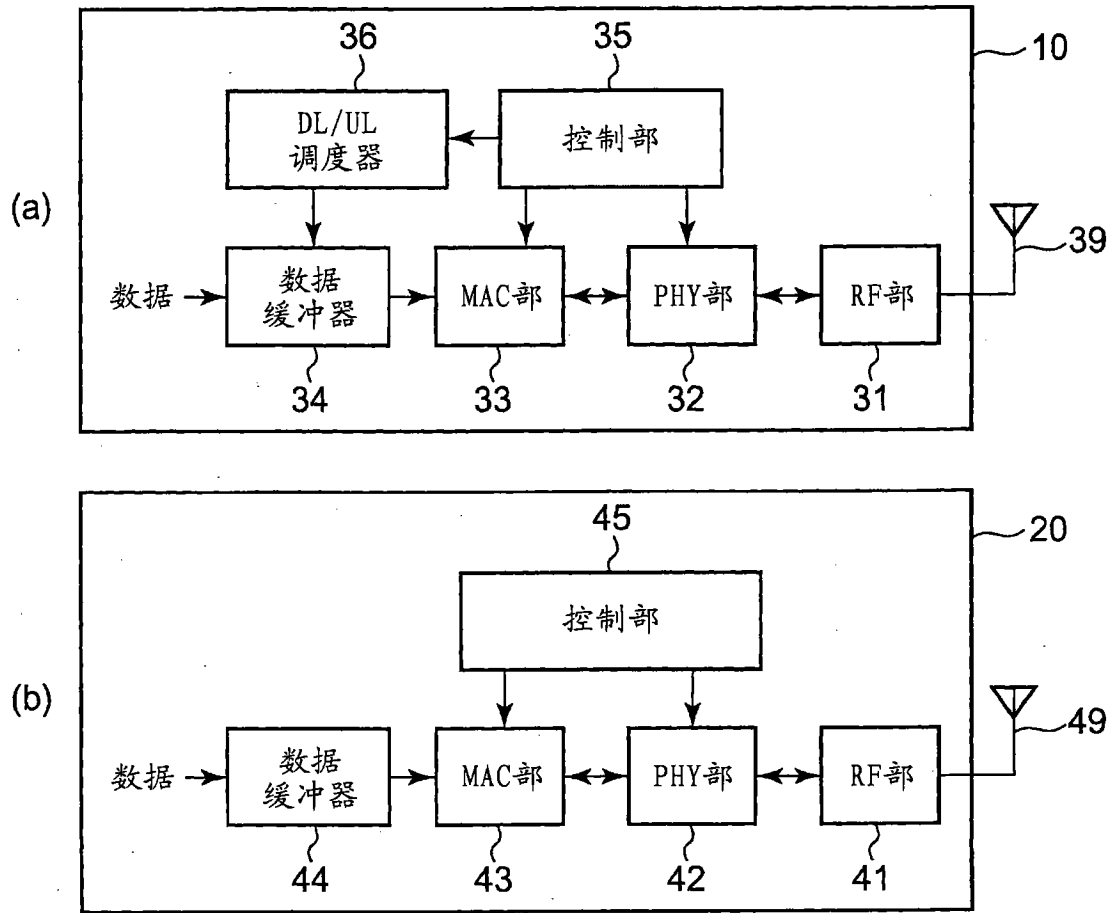 36
35
10
DL/UL
调度器
控制部
(a)
39
数据
数据
缓冲器
MAC部
PHY部
RF部
34
33
32
31
45
20
控制部
(b)
49
数据
数据
缓冲器
MAC部
PHY部
RF部
44
43
42
41